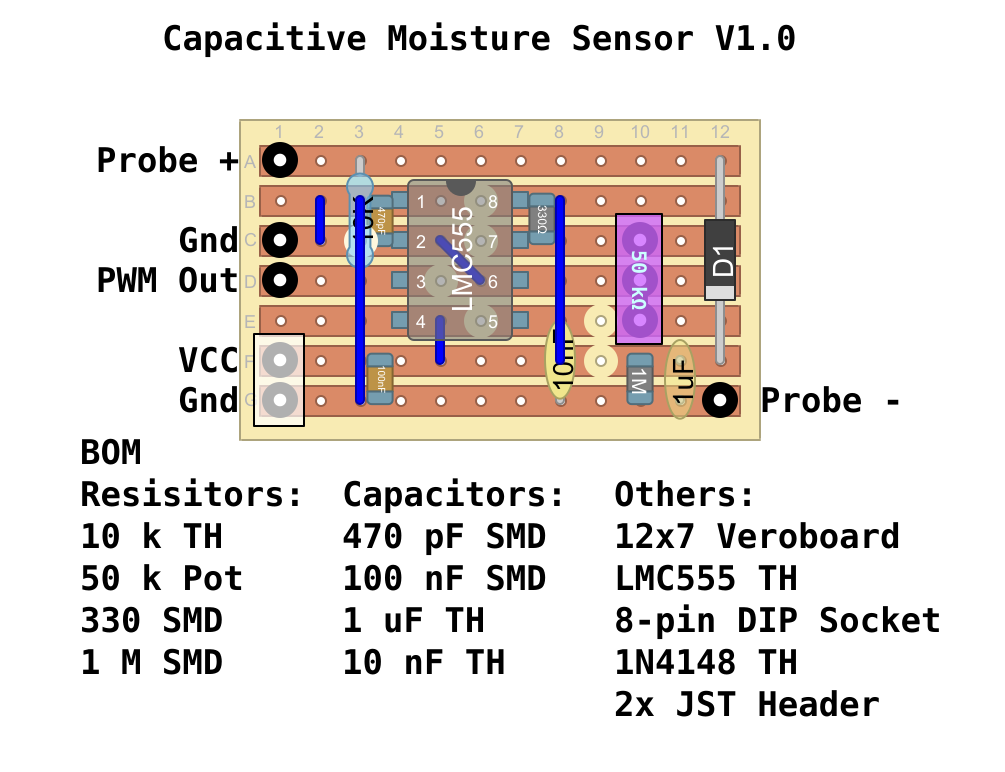 Capacitive Moisture Sensor V1.0
1 2 3 4 5 6 7 8 9 10 11 12
Probe + A
B
Gnd C
PWM Out D
E
VCC F
Gnd G
Probe -
10K
470pF
1 8
2 7
3 6
4 5
LMC555
330Ω
50 kΩ
D1
100nF
10nF
1M
1uF
BOM
Resisitors: Capacitors: Others:
10 k TH 470 pF SMD 12x7 Veroboard
50 k Pot 100 nF SMD LMC555 TH
330 SMD 1 uF TH 8-pin DIP Socket
1 M SMD 10 nF TH 1N4148 TH
2x JST Header